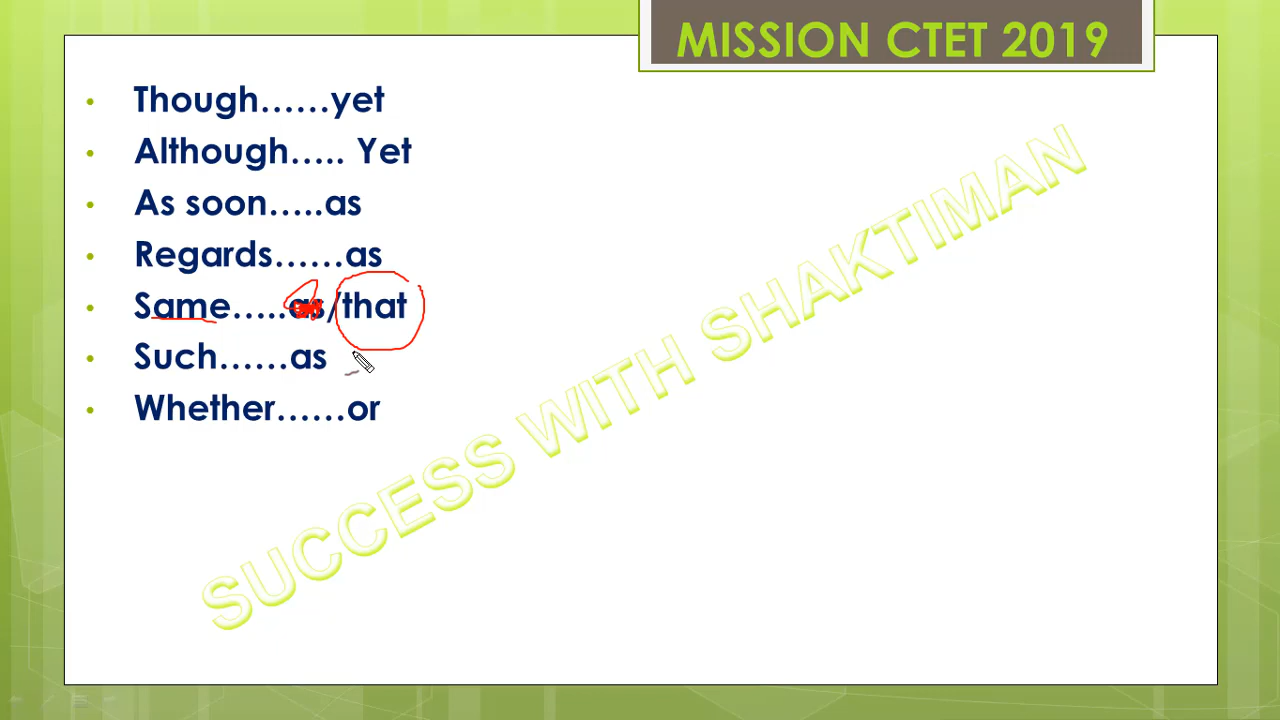 MISSION CTET 2019
Though......yet
Although..... Yet
As soon.....as
Regards......as
Same.....as/that
Such......as
Whether......or
SUCCESS WITH SHAKTIMAN